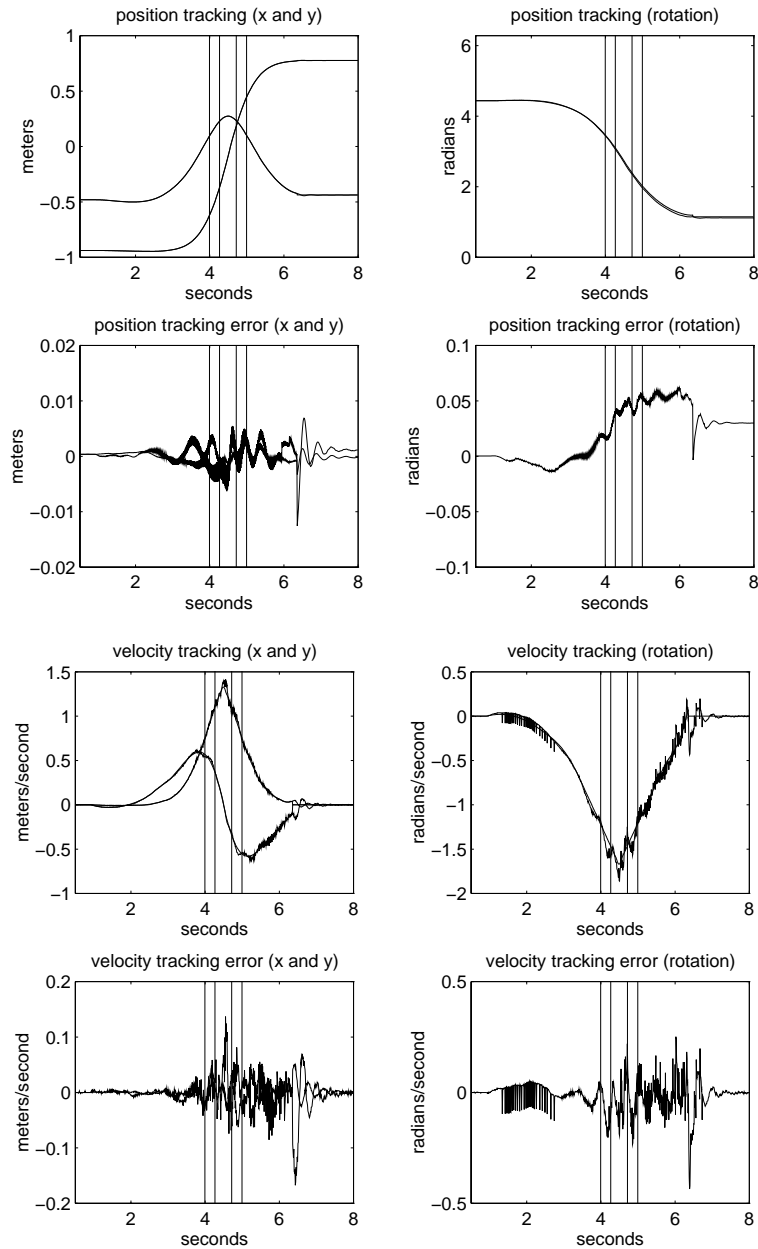 position tracking (x and y)
1
0.5
0
−0.5
−1
meters
2 4 6 8
seconds
position tracking (rotation)
6
4
2
0
radians
2 4 6 8
seconds
position tracking error (x and y)
0.02
0.01
0
−0.01
−0.02
meters
2 4 6 8
seconds
position tracking error (rotation)
0.1
0.05
0
−0.05
−0.1
radians
2 4 6 8
seconds
velocity tracking (x and y)
1.5
1
0.5
0
−0.5
−1
meters/second
2 4 6 8
seconds
velocity tracking (rotation)
0.5
0
−0.5
−1
−1.5
−2
radians/second
2 4 6 8
seconds
velocity tracking error (x and y)
0.2
0.1
0
−0.1
−0.2
meters/second
2 4 6 8
seconds
velocity tracking error (rotation)
0.5
0
−0.5
radians/second
2 4 6 8
seconds